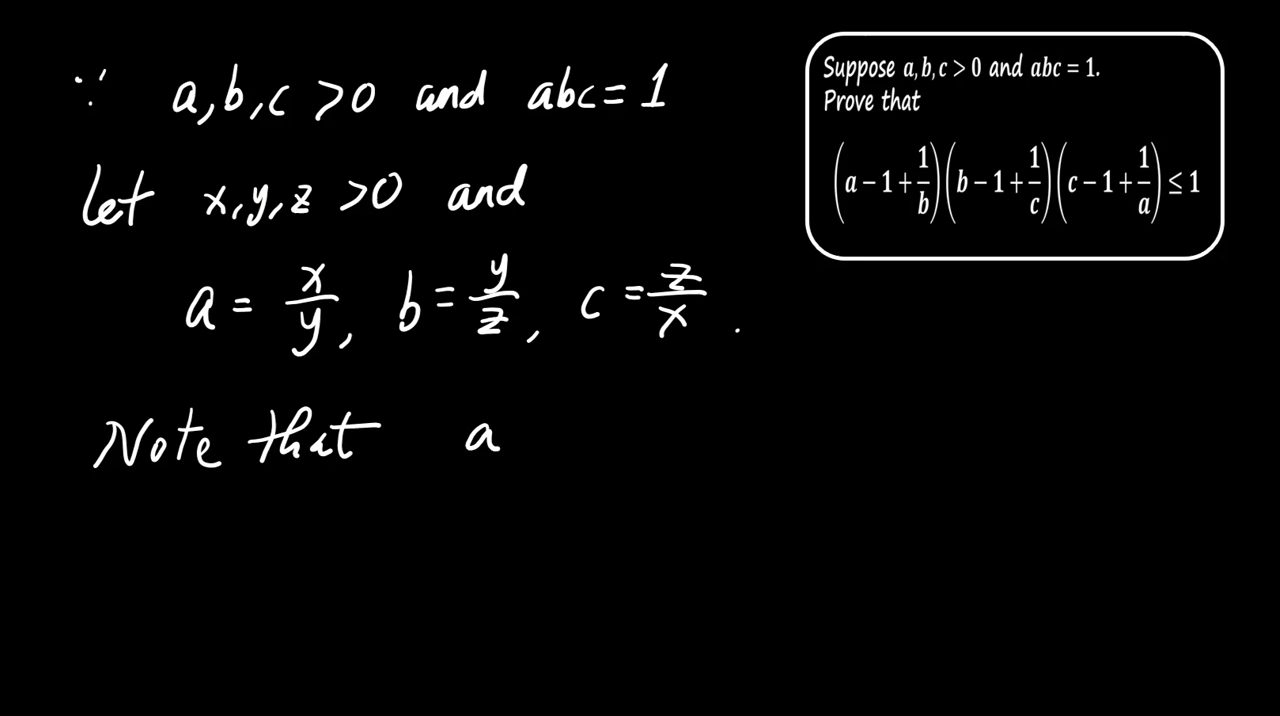 ∵ a, b, c > 0 and abc = 1
Let x, y, z > 0 and
a = x/y, b = y/z, c = z/x .
Note that a
Suppose a, b, c > 0 and abc = 1.
Prove that
(a − 1 + 1/b)(b − 1 + 1/c)(c − 1 + 1/a) ≤ 1